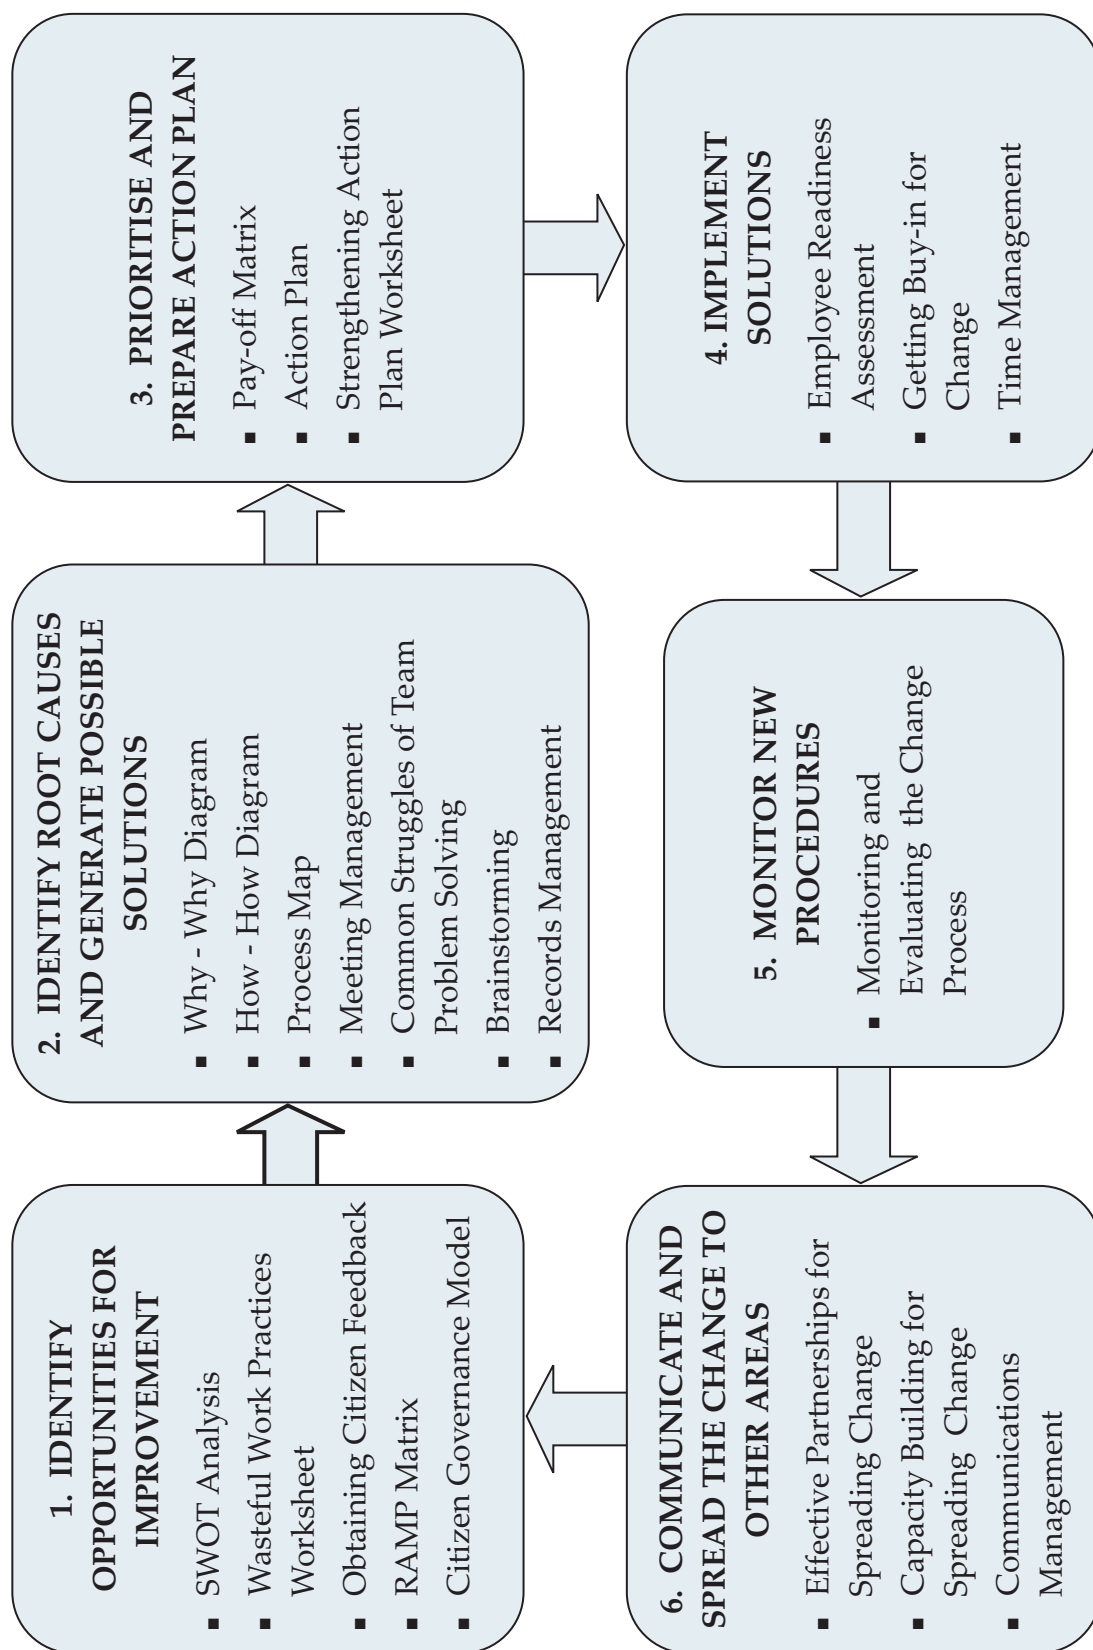 1. IDENTIFY
OPPORTUNITIES FOR
IMPROVEMENT
▪ SWOT Analysis
▪ Wasteful Work Practices
Worksheet
▪ Obtaining Citizen Feedback
▪ RAMP Matrix
▪ Citizen Governance Model
2. IDENTIFY ROOT CAUSES
AND GENERATE POSSIBLE
SOLUTIONS
▪ Why - Why Diagram
▪ How - How Diagram
▪ Process Map
▪ Meeting Management
▪ Common Struggles of Team
Problem Solving
▪ Brainstorming
▪ Records Management
3. PRIORITISE AND
PREPARE ACTION PLAN
▪ Pay-off Matrix
▪ Action Plan
▪ Strengthening Action
Plan Worksheet
4. IMPLEMENT
SOLUTIONS
▪ Employee Readiness
Assessment
▪ Getting Buy-in for
Change
▪ Time Management
5. MONITOR NEW
PROCEDURES
▪ Monitoring and
Evaluating the Change
Process
6. COMMUNICATE AND
SPREAD THE CHANGE TO
OTHER AREAS
▪ Effective Partnerships for
Spreading Change
▪ Capacity Building for
Spreading Change
▪ Communications
Management